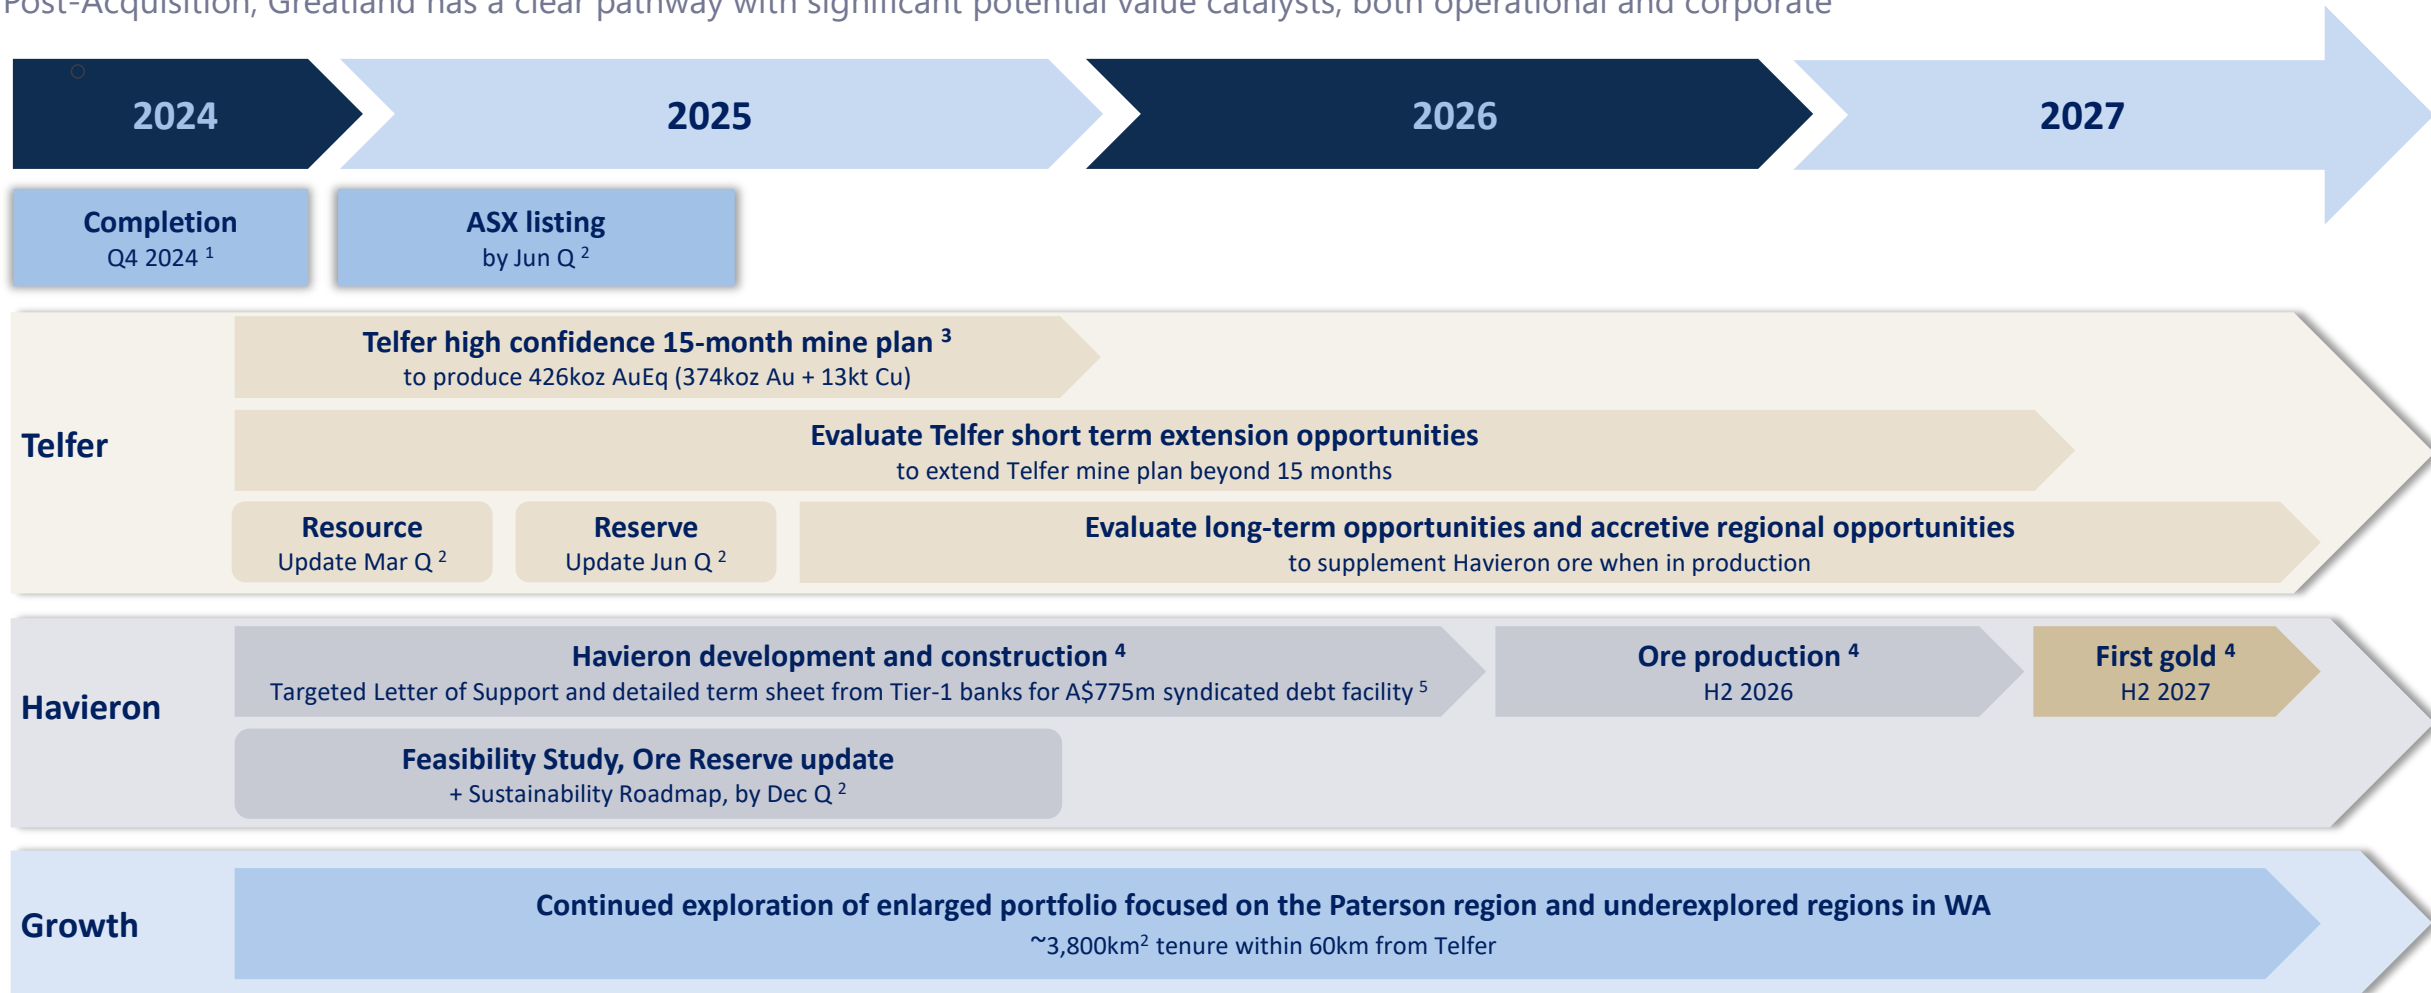 Post-Acquisition, Greatland has a clear pathway with significant potential value catalysts, both operational and corporate
2024
2025
2026
2027
Completion
Q4 2024 ¹
ASX listing
by Jun Q ²
Telfer
Telfer high confidence 15-month mine plan ³
to produce 426koz AuEq (374koz Au + 13kt Cu)
Evaluate Telfer short term extension opportunities
to extend Telfer mine plan beyond 15 months
Resource
Update Mar Q ²
Reserve
Update Jun Q ²
Evaluate long-term opportunities and accretive regional opportunities
to supplement Havieron ore when in production
Havieron
Havieron development and construction ⁴
Targeted Letter of Support and detailed term sheet from Tier-1 banks for A$775m syndicated debt facility ⁵
Ore production ⁴
H2 2026
First gold ⁴
H2 2027
Feasibility Study, Ore Reserve update
+ Sustainability Roadmap, by Dec Q ²
Growth
Continued exploration of enlarged portfolio focused on the Paterson region and underexplored regions in WA
~3,800km² tenure within 60km from Telfer